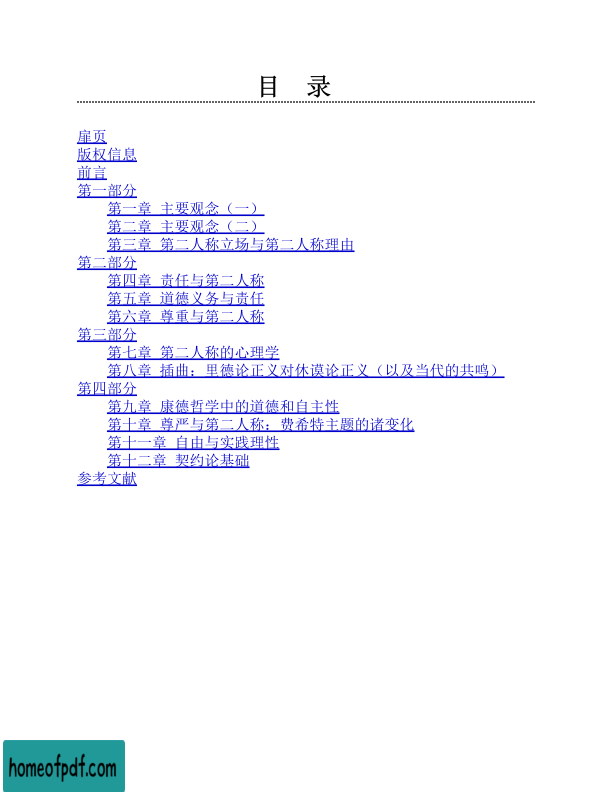 目 录
扉页
版权信息
前言
第一部分
第一章 主要观念（一）
第二章 主要观念（二）
第三章 第二人称立场与第二人称理由
第二部分
第四章 责任与第二人称
第五章 道德义务与责任
第六章 尊重与第二人称
第三部分
第七章 第二人称的心理学
第八章 插曲：里德论正义对休谟论正义（以及当代的共鸣）
第四部分
第九章 康德哲学中的道德和自主性
第十章 尊严与第二人称：费希特主题的诸变化
第十一章 自由与实践理性
第十二章 契约论基础
参考文献
homeofpdf.com